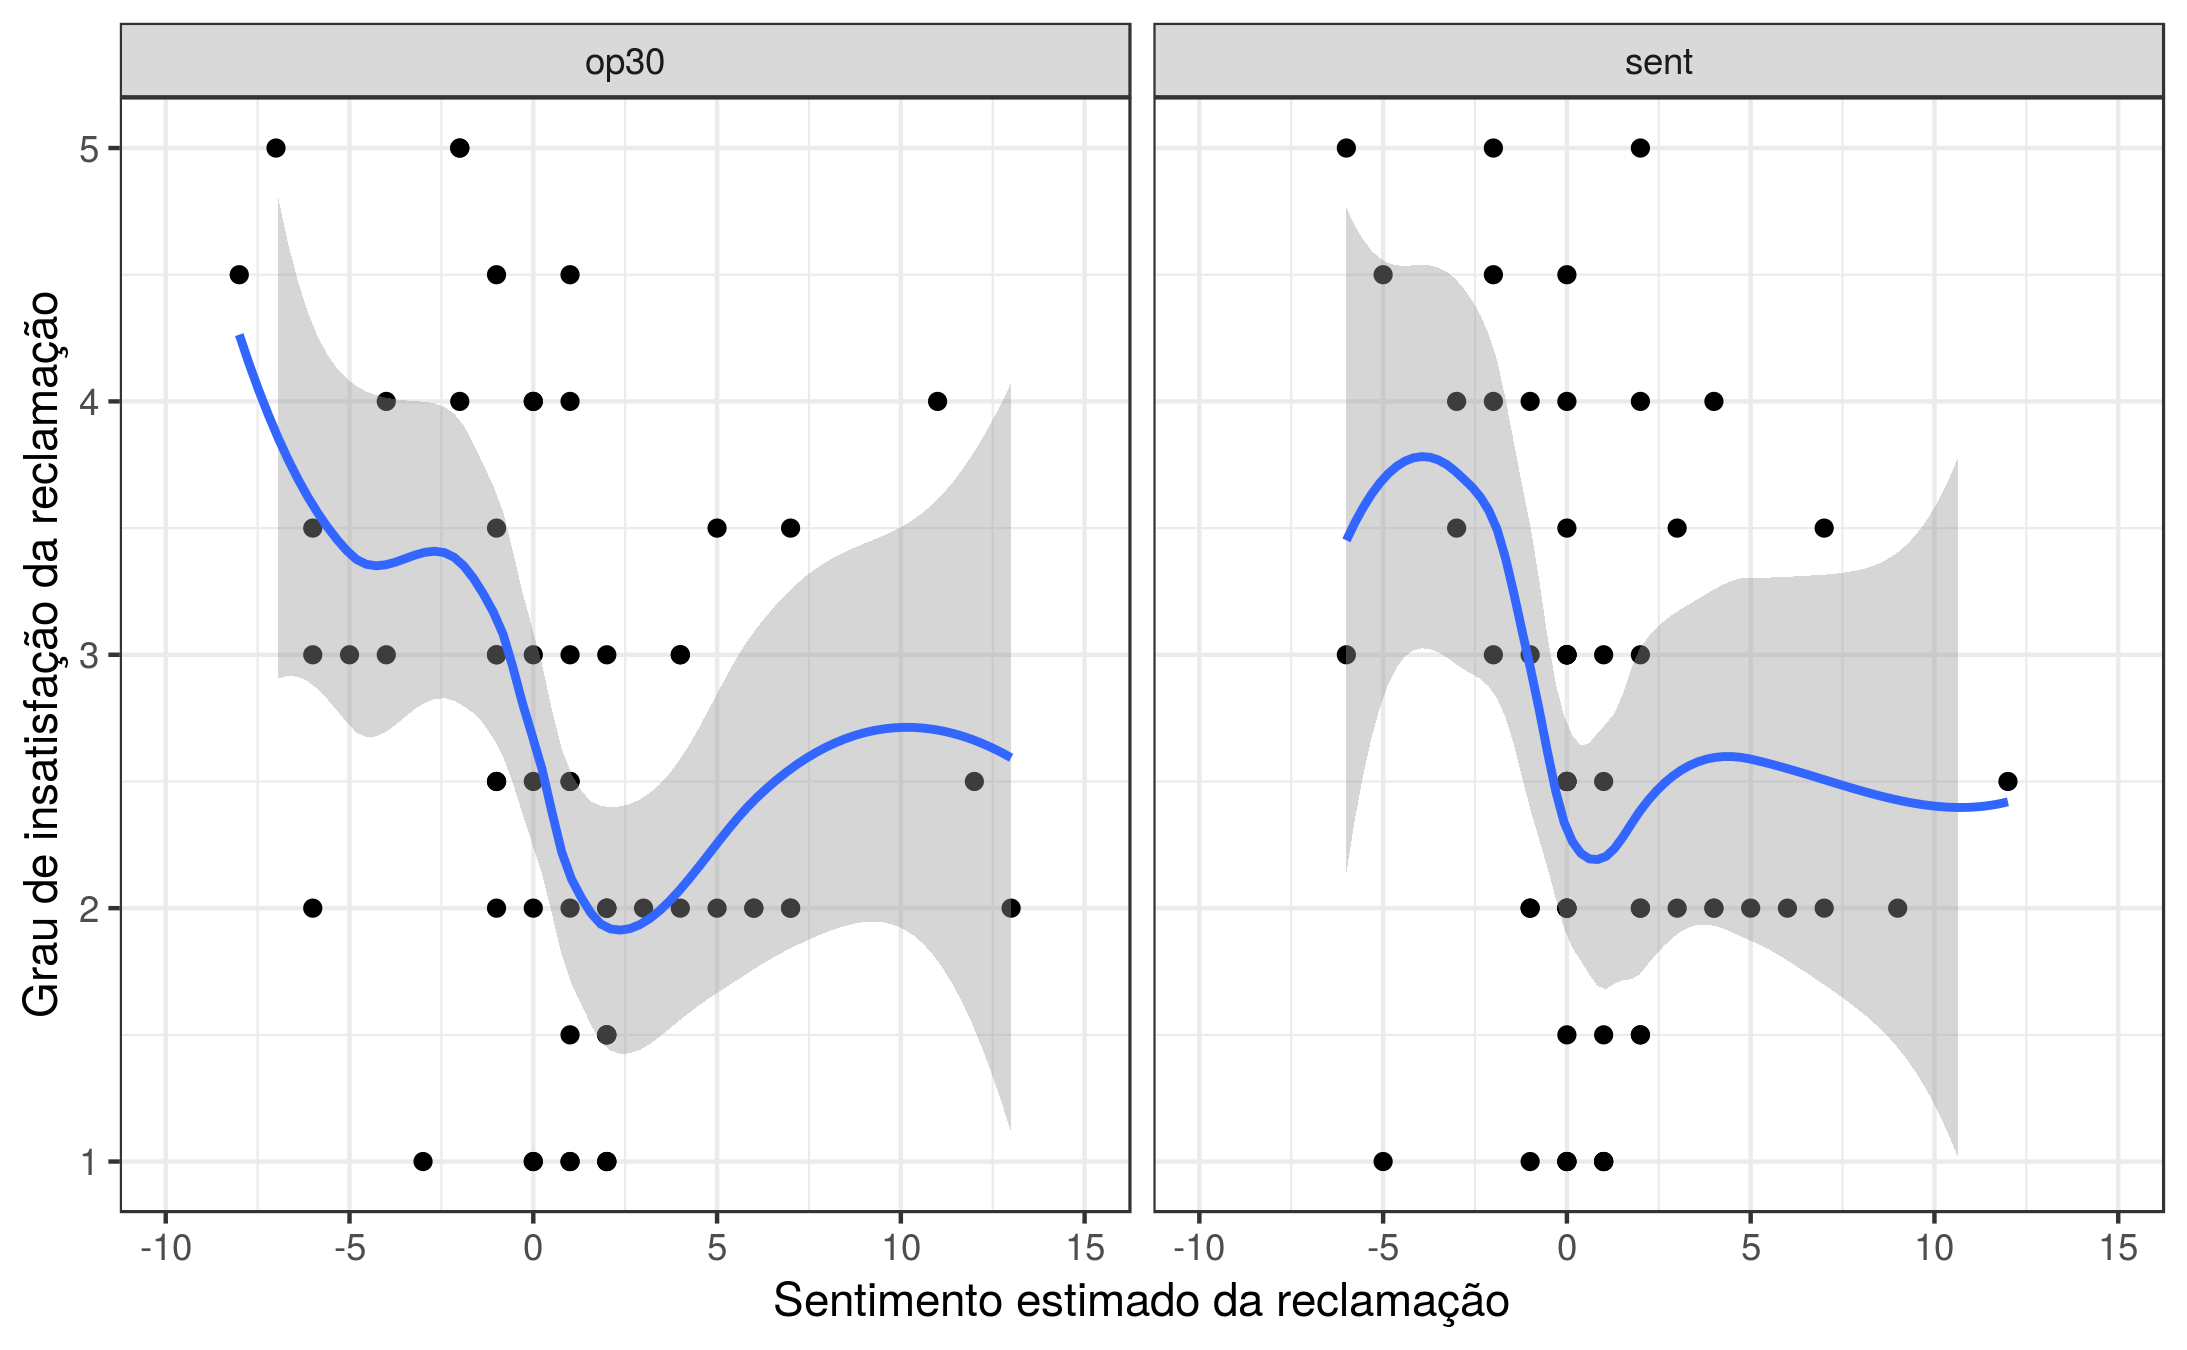 op30
sent
Grau de insatisfação da reclamação
5
4
3
2
1
-10 -5 0 5 10 15
-10 -5 0 5 10 15
Sentimento estimado da reclamação